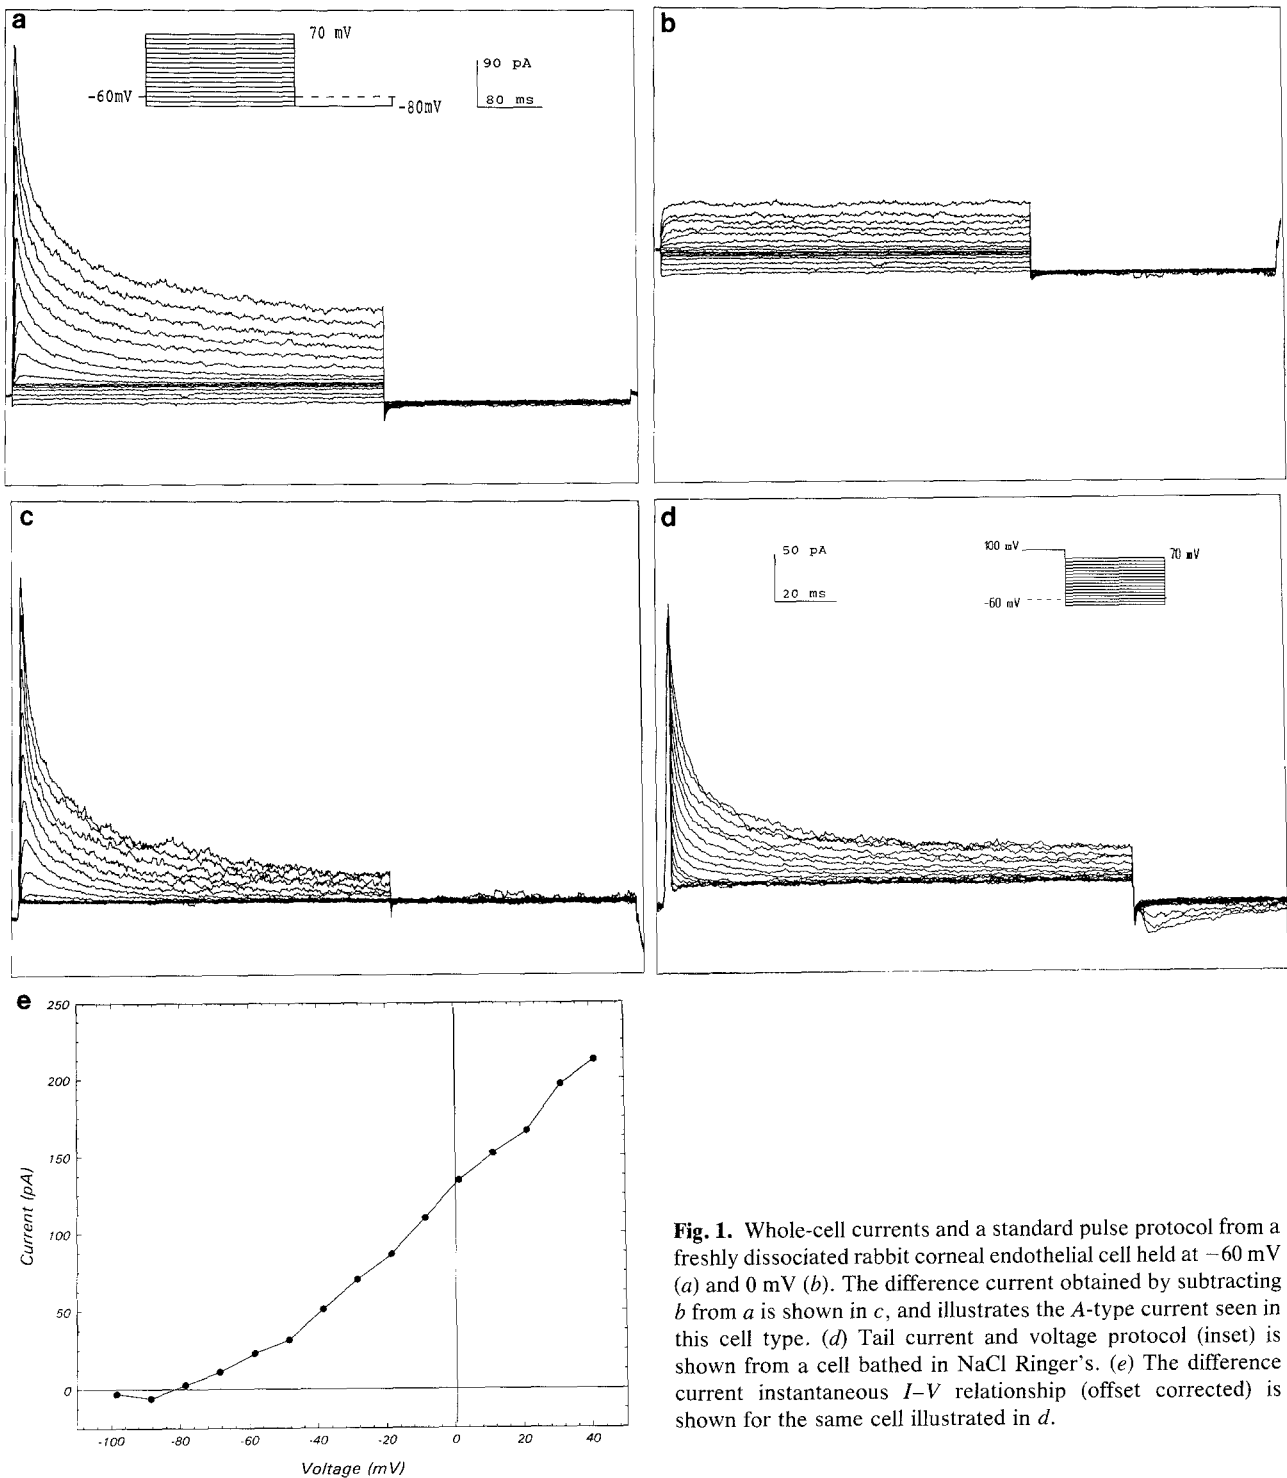 a
70 mV
-60mV
-80mV
90 pA
80 ms
b
c
d
50 pA
20 ms
100 mV
70 mV
-60 mV
e
250
200
150
100
50
0
Current (pA)
-100
-80
-60
-40
-20
0
20
40
Voltage (mV)
Fig. 1. Whole-cell currents and a standard pulse protocol from a
freshly dissociated rabbit corneal endothelial cell held at −60 mV
(a) and 0 mV (b). The difference current obtained by subtracting
b from a is shown in c, and illustrates the A-type current seen in
this cell type. (d) Tail current and voltage protocol (inset) is
shown from a cell bathed in NaCl Ringer's. (e) The difference
current instantaneous I–V relationship (offset corrected) is
shown for the same cell illustrated in d.